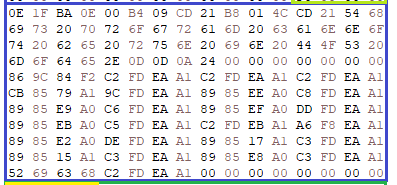 0E 1F BA 0E 00 B4 09 CD 21 B8 01 4C CD 21 54 68
69 73 20 70 72 6F 67 72 61 6D 20 63 61 6E 6E 6F
74 20 62 65 20 72 75 6E 20 69 6E 20 44 4F 53 20
6D 6F 64 65 2E 0D 0D 0A 24 00 00 00 00 00 00 00
86 9C 84 F2 C2 FD EA A1 C2 FD EA A1 C2 FD EA A1
CB 85 79 A1 9C FD EA A1 89 85 EE A0 C8 FD EA A1
89 85 E9 A0 C6 FD EA A1 89 85 EF A0 DD FD EA A1
89 85 EB A0 C5 FD EA A1 C2 FD EB A1 A6 F8 EA A1
89 85 E2 A0 DE FD EA A1 89 85 17 A1 C3 FD EA A1
89 85 15 A1 C3 FD EA A1 89 85 E8 A0 C3 FD EA A1
52 69 63 68 C2 FD EA A1 00 00 00 00 00 00 00 00